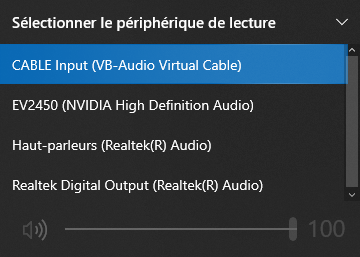 Sélectionner le périphérique de lecture
CABLE Input (VB-Audio Virtual Cable)
EV2450 (NVIDIA High Definition Audio)
Haut-parleurs (Realtek(R) Audio)
Realtek Digital Output (Realtek(R) Audio)
100